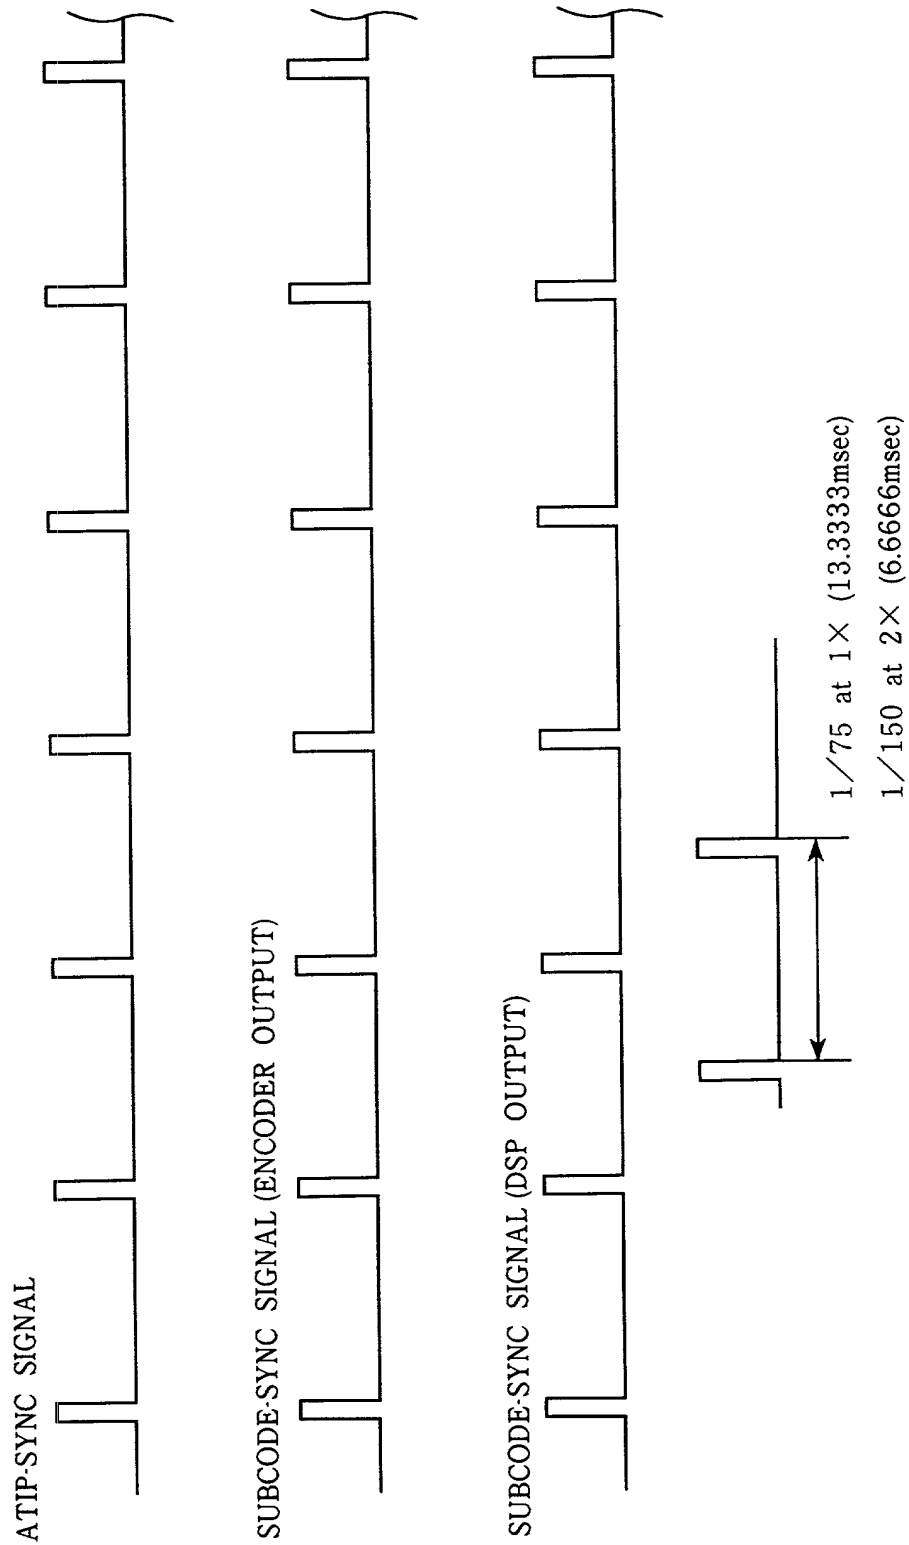 ATIP-SYNC SIGNAL
SUBCODE-SYNC SIGNAL (ENCODER OUTPUT)
SUBCODE-SYNC SIGNAL (DSP OUTPUT)
1/75 at 1× (13.3333msec)
1/150 at 2× (6.6666msec)